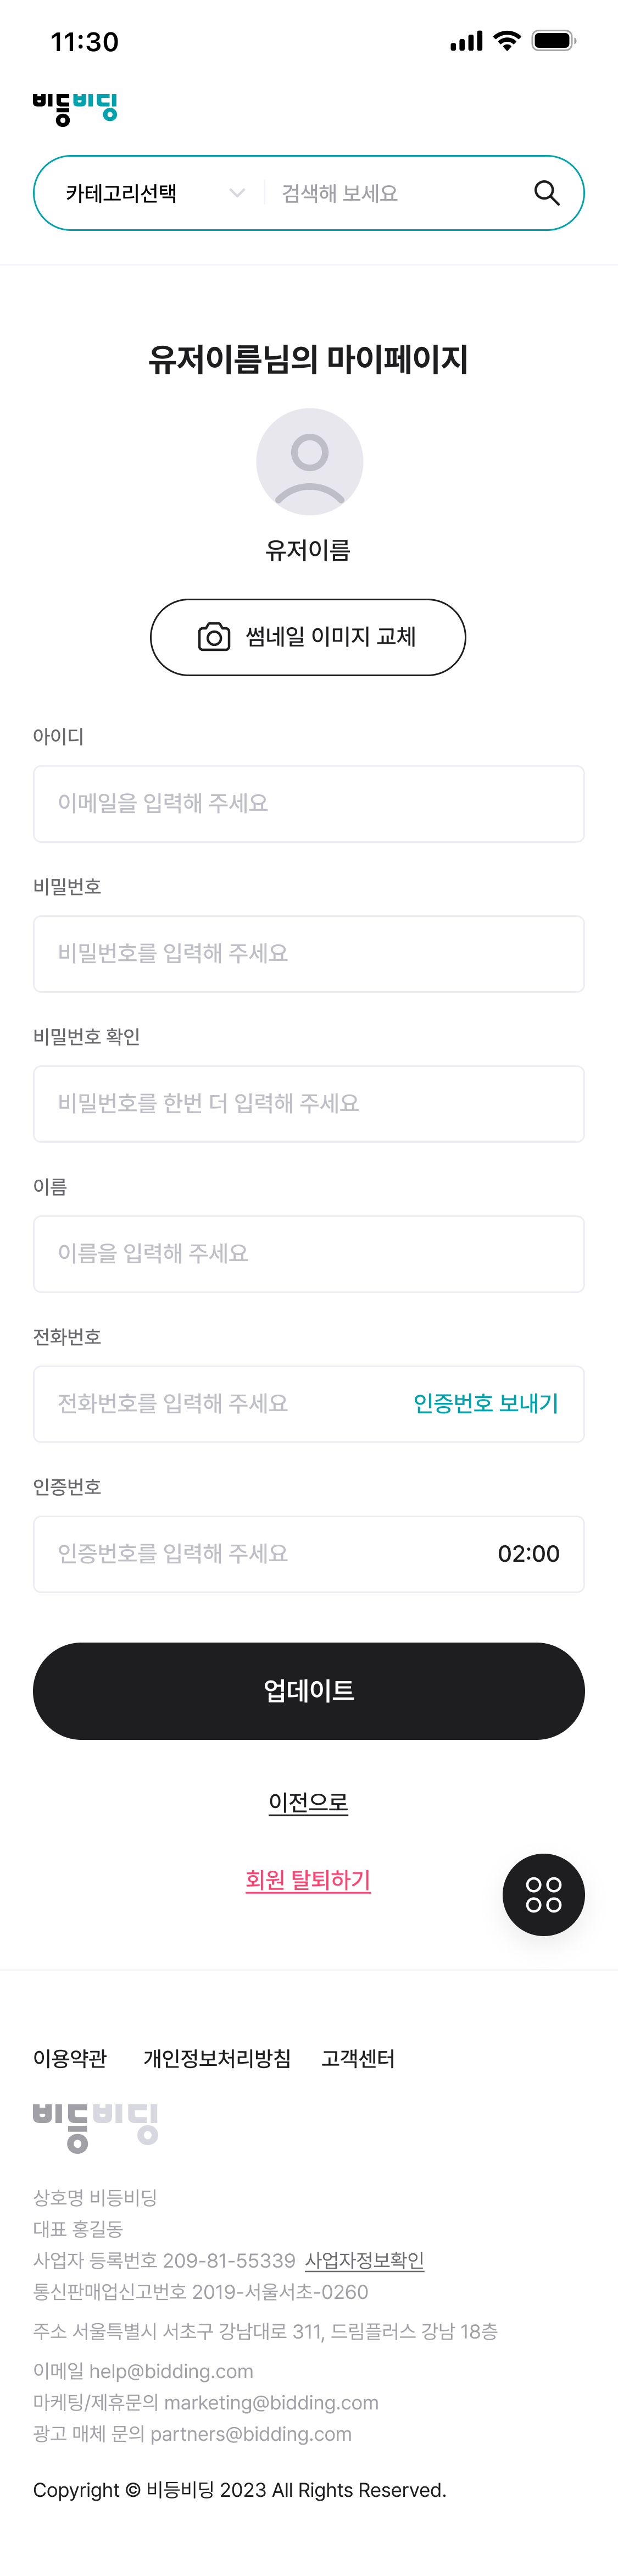 11:30
비등비딩
카테고리선택 검색해 보세요
유저이름님의 마이페이지
유저이름
썸네일 이미지 교체
아이디
이메일을 입력해 주세요
비밀번호
비밀번호를 입력해 주세요
비밀번호 확인
비밀번호를 한번 더 입력해 주세요
이름
이름을 입력해 주세요
전화번호
전화번호를 입력해 주세요 인증번호 보내기
인증번호
인증번호를 입력해 주세요 02:00
업데이트
이전으로
회원 탈퇴하기
이용약관 개인정보처리방침 고객센터
비등비딩
상호명 비등비딩
대표 홍길동
사업자 등록번호 209-81-55339 사업자정보확인
통신판매업신고번호 2019-서울서초-0260
주소 서울특별시 서초구 강남대로 311, 드림플러스 강남 18층
이메일 help@bidding.com
마케팅/제휴문의 marketing@bidding.com
광고 매체 문의 partners@bidding.com
Copyright © 비등비딩 2023 All Rights Reserved.